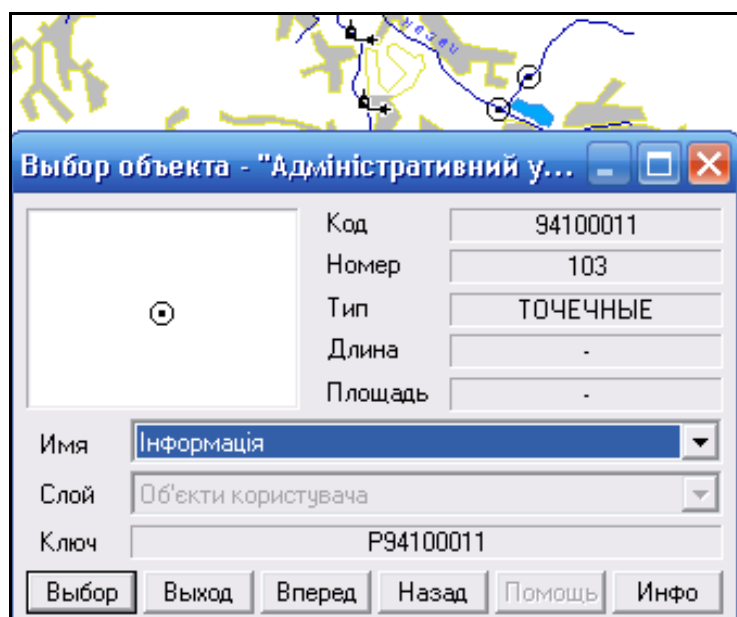 Выбор объекта - "Адміністративний у...
Код 94100011
Номер 103
Тип ТОЧЕЧНЫЕ
Длина -
Площадь -
Имя Інформація
Слой Об'єкти користувача
Ключ P94100011
Выбор Выход Вперед Назад Помощь Инфо